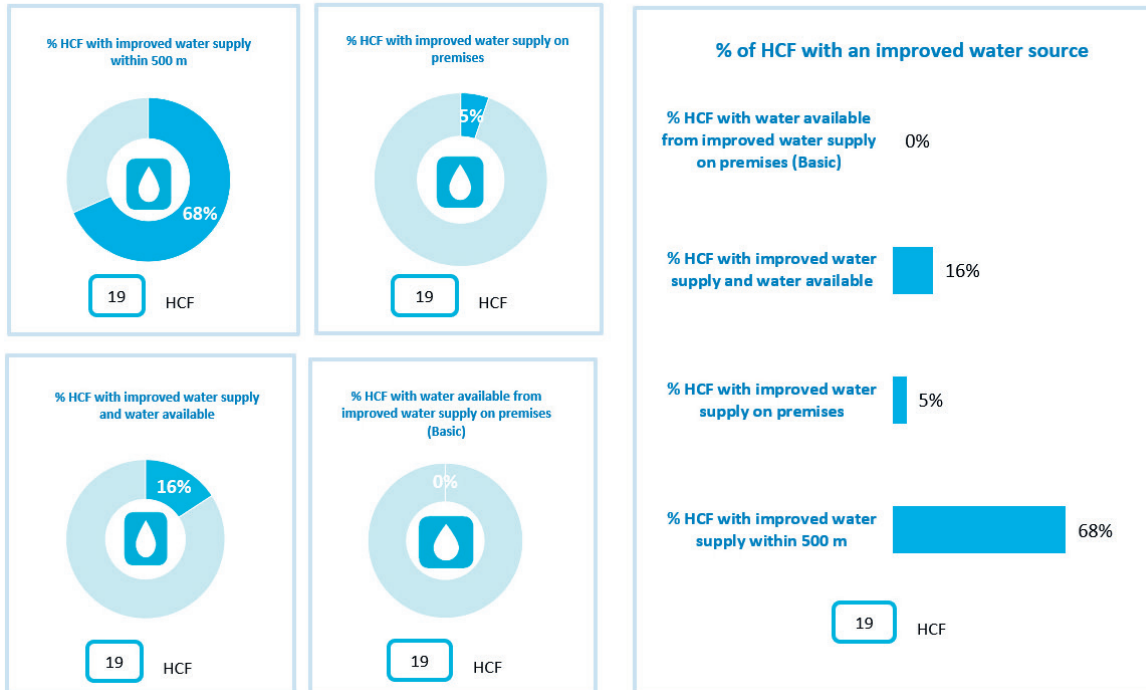 % HCF with improved water supply
within 500 m
68%
19 HCF
% HCF with improved water supply on
premises
5%
19 HCF
% HCF with improved water supply
and water available
16%
19 HCF
% HCF with water available from
improved water supply on premises
(Basic)
0%
19 HCF
% of HCF with an improved water source
% HCF with water available
from improved water supply
on premises (Basic)
0%
% HCF with improved water
supply and water available
16%
% HCF with improved water
supply on premises
5%
% HCF with improved water
supply within 500 m
68%
19 HCF